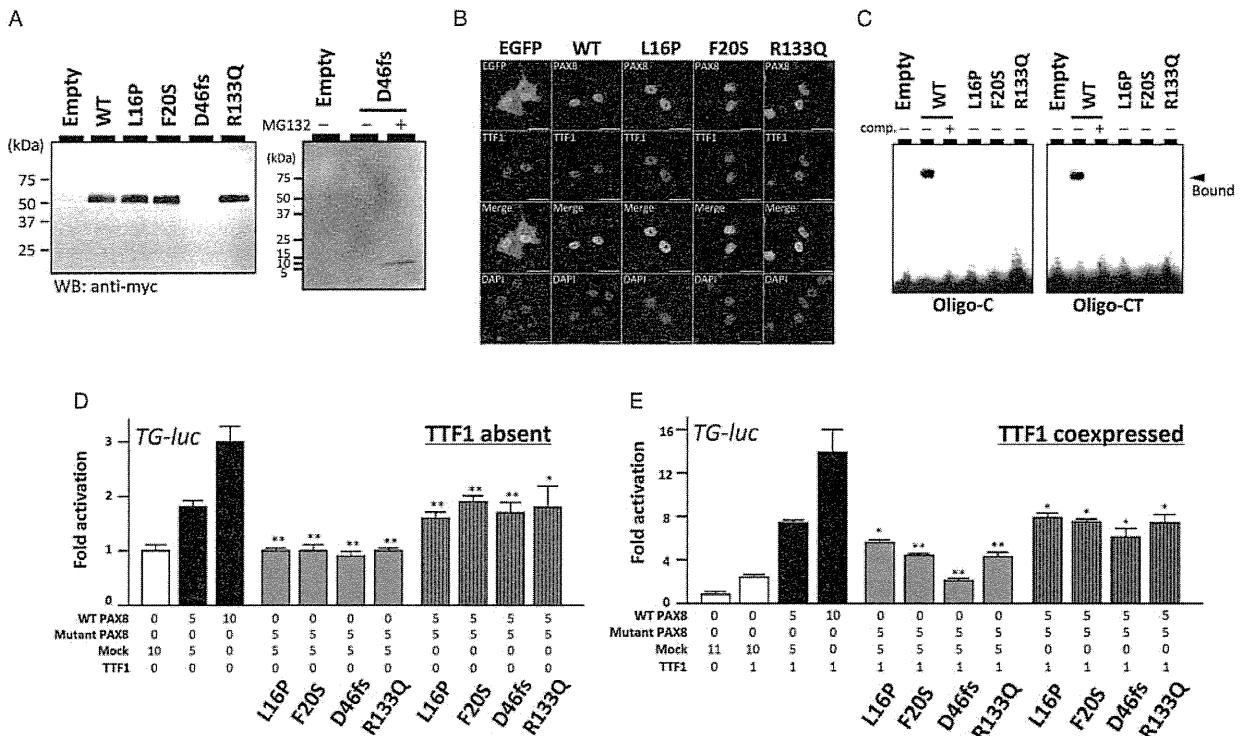 A
Empty
WT
L16P
F20S
D46fs
R133Q
(kDa)
75
50
37
25
WB: anti-myc
Empty
D46fs
MG132 − − +
(kDa)
75
50
37
25
15
10
5
B
EGFP WT L16P F20S R133Q
EGFP PAX8 PAX8 PAX8 PAX8
TTF1 TTF1 TTF1 TTF1 TTF1
Merge Merge Merge Merge Merge
DAPI DAPI DAPI DAPI DAPI
C
Empty
WT
L16P
F20S
R133Q
Empty
WT
L16P
F20S
R133Q
comp. − − + − − − − − + − − −
Bound
Oligo-C Oligo-CT
D
TG-luc TTF1 absent
Fold activation
3
2
1
0
** ** ** ** ** ** ** *
WT PAX8 0 5 10 0 0 0 0 5 5 5 5
Mutant PAX8 0 0 0 5 5 5 5 5 5 5 5
Mock 10 5 0 5 5 5 5 0 0 0 0
TTF1 0 0 0 0 0 0 0 0 0 0 0
L16P
F20S
D46fs
R133Q
L16P
F20S
D46fs
R133Q
E
TG-luc TTF1 coexpressed
Fold activation
16
12
8
4
0
* ** ** ** * * * *
WT PAX8 0 0 5 10 0 0 0 0 5 5 5 5
Mutant PAX8 0 0 0 0 5 5 5 5 5 5 5 5
Mock 11 10 5 0 5 5 5 5 0 0 0 0
TTF1 0 1 1 1 1 1 1 1 1 1 1 1
L16P
F20S
D46fs
R133Q
L16P
F20S
D46fs
R133Q